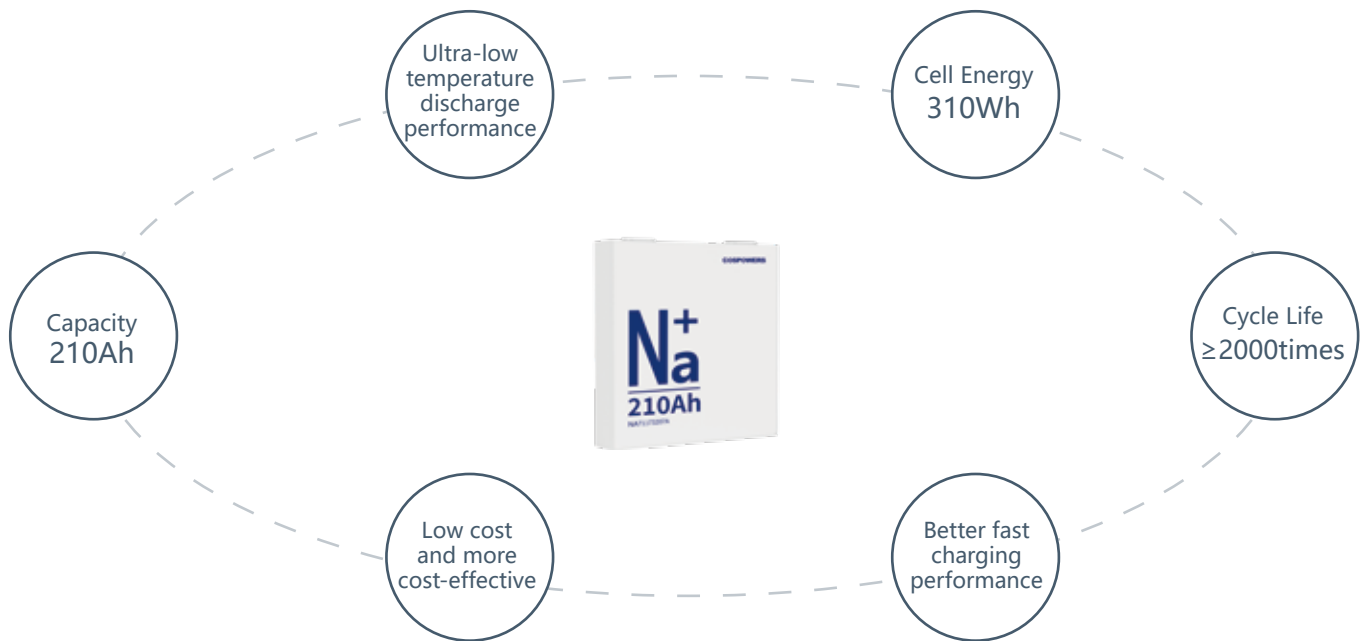 Ultra-low
temperature
discharge
performance
Cell Energy
310Wh
Capacity
210Ah
COSPOWERS
N+
a
210Ah
Cycle Life
≥2000times
Low cost
and more
cost-effective
Better fast
charging
performance